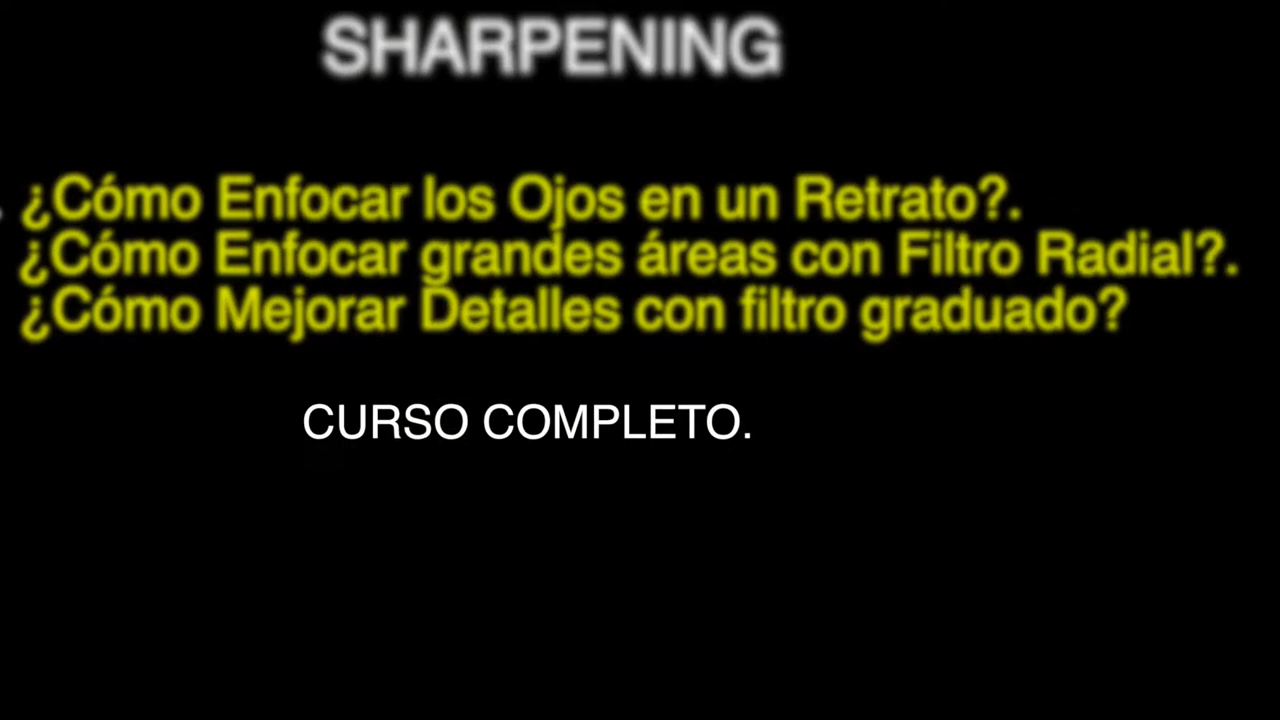 SHARPENING
¿Cómo Enfocar los Ojos en un Retrato?.
¿Cómo Enfocar grandes áreas con Filtro Radial?.
¿Cómo Mejorar Detalles con filtro graduado?
CURSO COMPLETO.